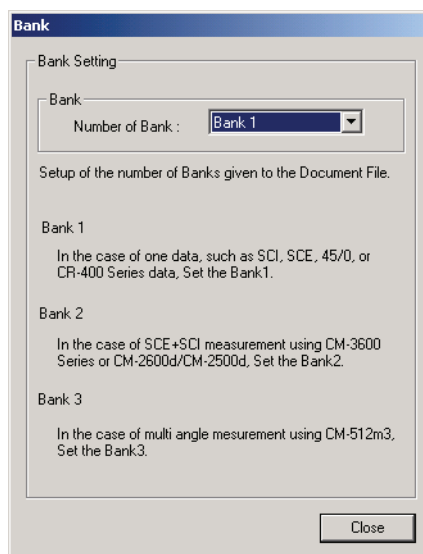 Bank
Bank Setting
Bank
Number of Bank :
Bank 1
Setup of the number of Banks given to the Document File.
Bank 1
In the case of one data, such as SCI, SCE, 45/0, or
CR-400 Series data, Set the Bank1.
Bank 2
In the case of SCE+SCI measurement using CM-3600
Series or CM-2600d/CM-2500d, Set the Bank2.
Bank 3
In the case of multi angle mesurement using CM-512m3,
Set the Bank3.
Close